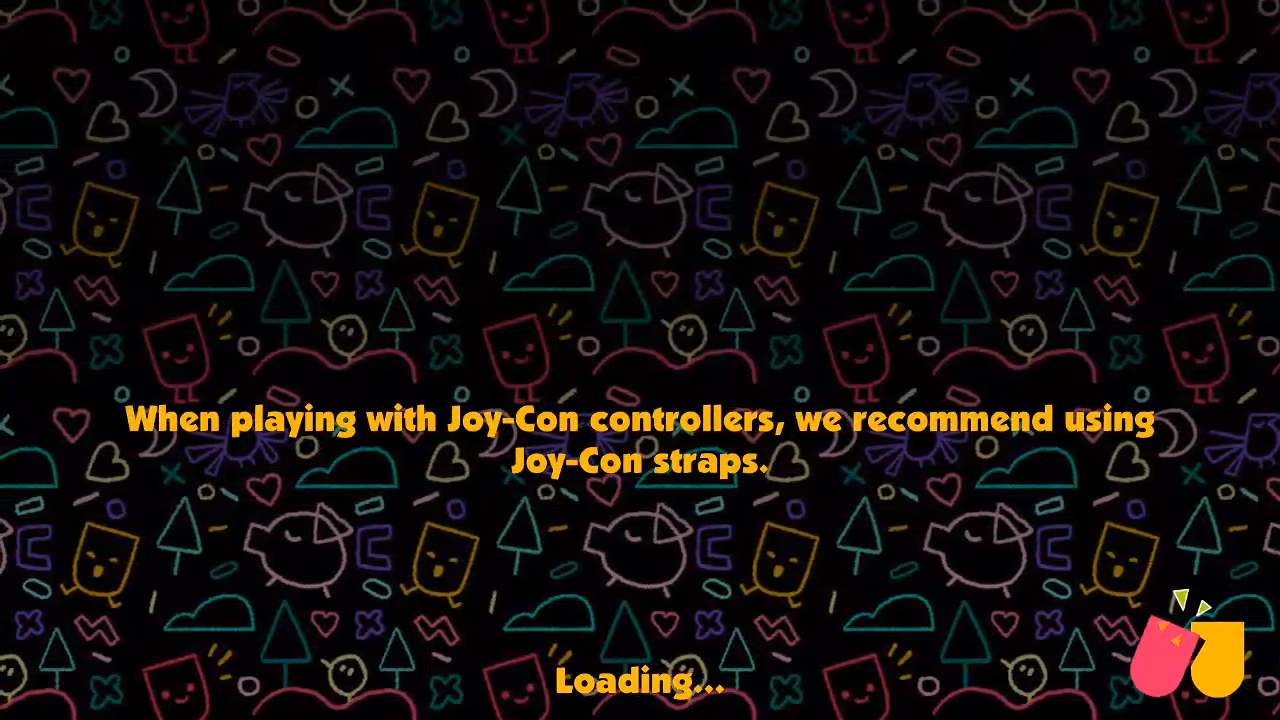 When playing with Joy-Con controllers, we recommend using
Joy-Con straps.
Loading...